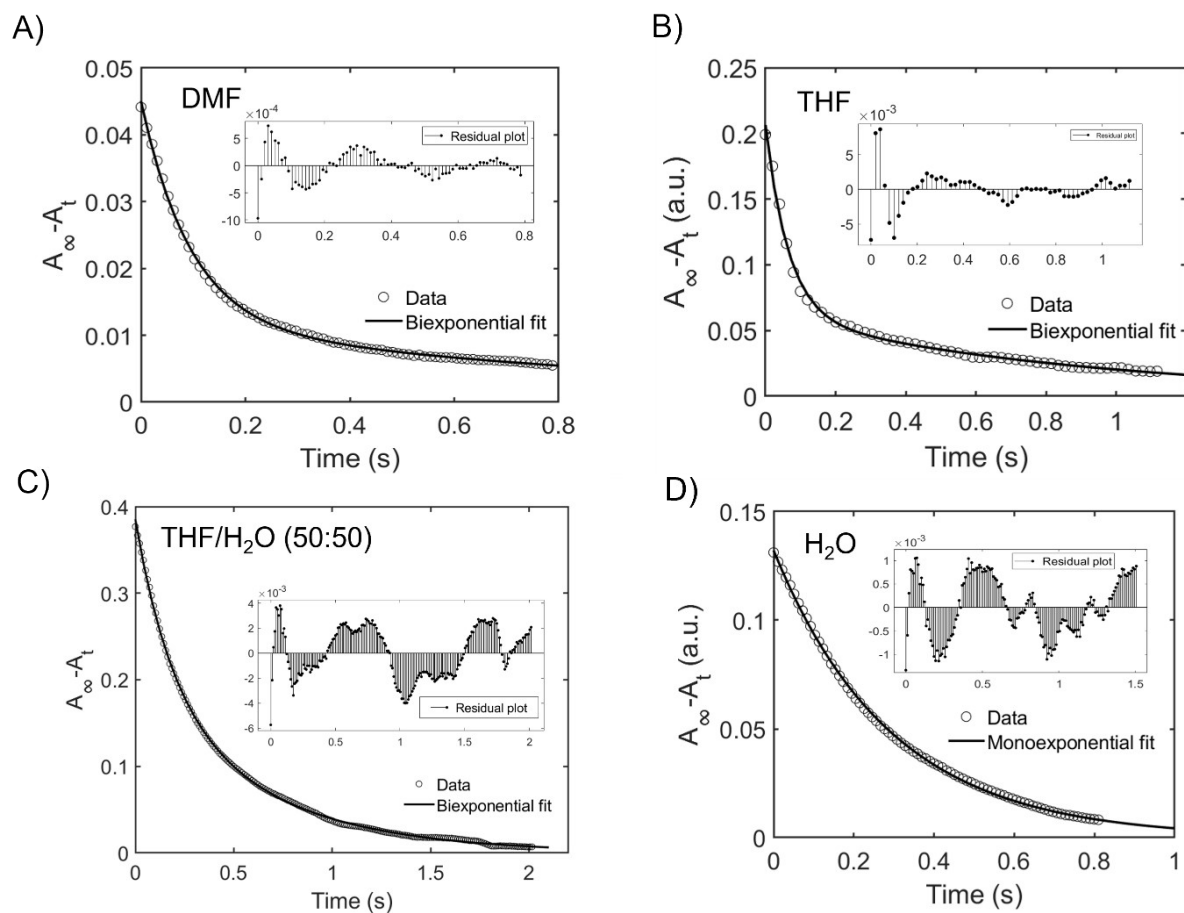 A)
DMF
A∞-At
0.05
0.04
0.03
0.02
0.01
0
0 0.2 0.4 0.6 0.8
Time (s)
×10⁻⁴
5
0
-5
-10
0 0.2 0.4 0.6 0.8
Residual plot
Data
Biexponential fit
B)
THF
A∞-At (a.u.)
0.25
0.20
0.15
0.10
0.05
0
0 0.2 0.4 0.6 0.8 1
Time (s)
×10⁻³
5
0
-5
0 0.2 0.4 0.6 0.8 1
Residual plot
Data
Biexponential fit
C)
THF/H₂O (50:50)
A∞-At
0.4
0.3
0.2
0.1
0
0 0.5 1 1.5 2
Time (s)
×10⁻³
4
2
0
-2
-4
-6
0 0.5 1 1.5 2
Residual plot
Data
Biexponential fit
D)
H₂O
A∞-At (a.u.)
0.15
0.1
0.05
0
0 0.2 0.4 0.6 0.8 1
Time (s)
×10⁻³
1
0.5
0
-0.5
-1
0 0.5 1 1.5
Residual plot
Data
Monoexponential fit